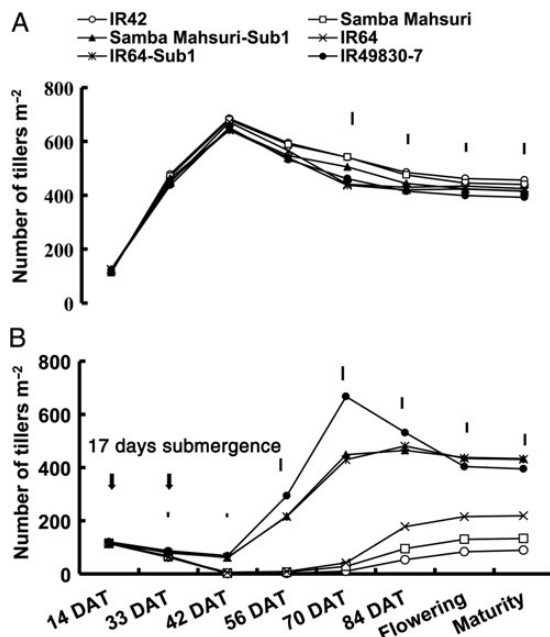 A
IR42 Samba Mahsuri
Samba Mahsuri-Sub1 IR64
IR64-Sub1 IR49830-7
Number of tillers m⁻²
800
600
400
200
0
B
Number of tillers m⁻²
800
600
400
200
0
17 days submergence
14 DAT 33 DAT 42 DAT 56 DAT 70 DAT 84 DAT Flowering Maturity